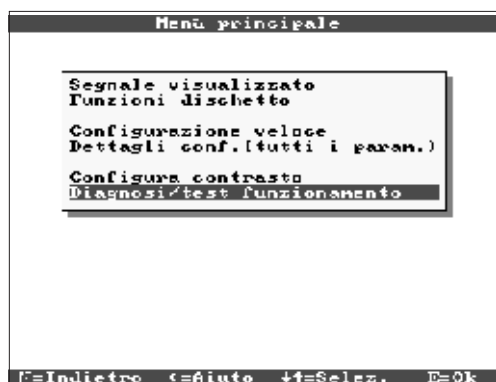 Menù principale
Segnale visualizzato
Funzioni dischetto
Configurazione veloce
Dettagli conf.(tutti i param.)
Configura contrasto
Diagnosi/test funzionamento
=Indietro <=Aiuto ↓↑=Selez. E=Ok